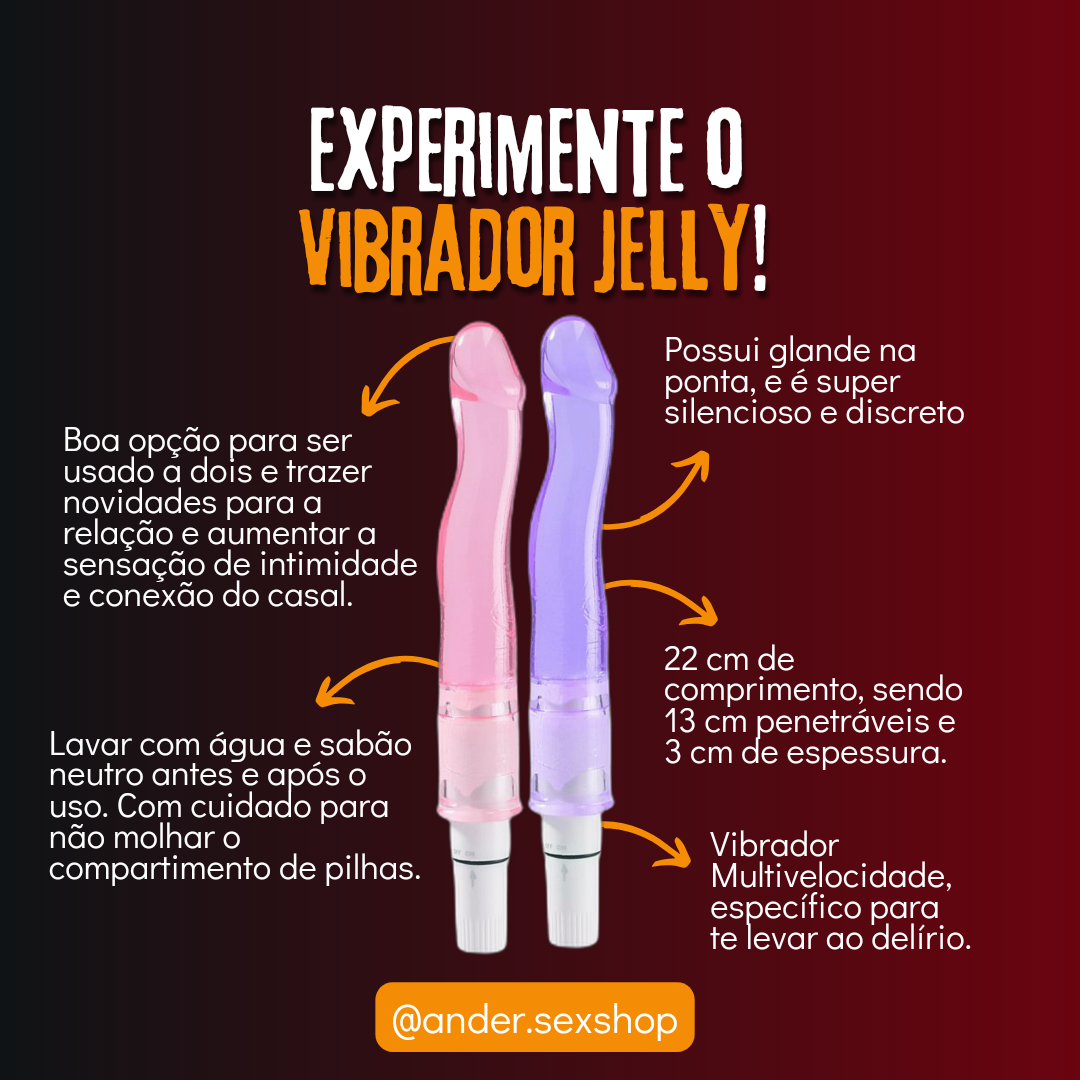 EXPERIMENTE O
VIBRADOR JELLY!
Possui glande na
ponta, e é super
silencioso e discreto
Boa opção para ser
usado a dois e trazer
novidades para a
relação e aumentar a
sensação de intimidade
e conexão do casal.
22 cm de
comprimento, sendo
13 cm penetráveis e
3 cm de espessura.
Lavar com água e sabão
neutro antes e após o
uso. Com cuidado para
não molhar o
compartimento de pilhas.
Vibrador
Multivelocidade,
específico para
te levar ao delírio.
@ander.sexshop